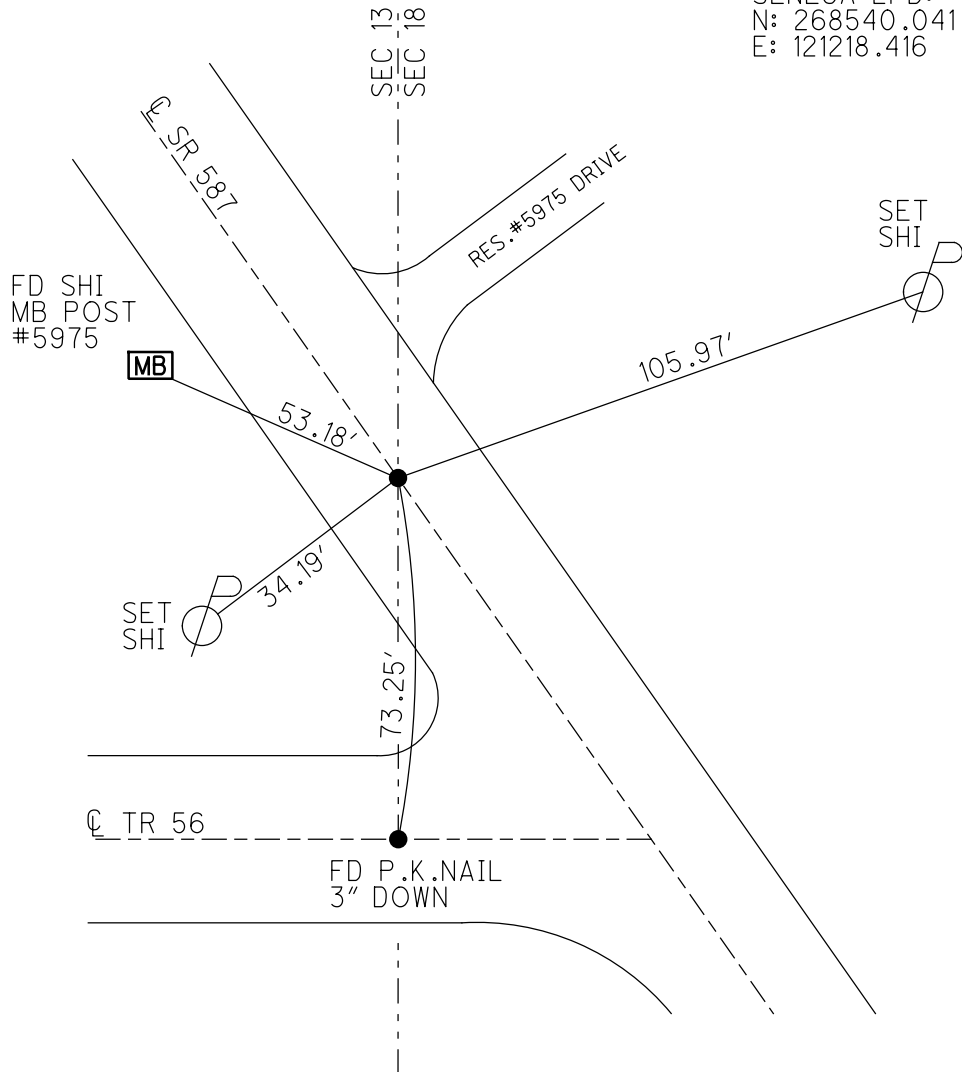 SEC 13
SEC 18
N: 268540.041
E: 121218.416
℄ SR 587
RES.#5975 DRIVE
SET
SHI
FD SHI
MB POST
#5975
MB
105.97'
53.18'
34.19'
SET
SHI
73.25'
℄ TR 56
FD P.K.NAIL
3" DOWN